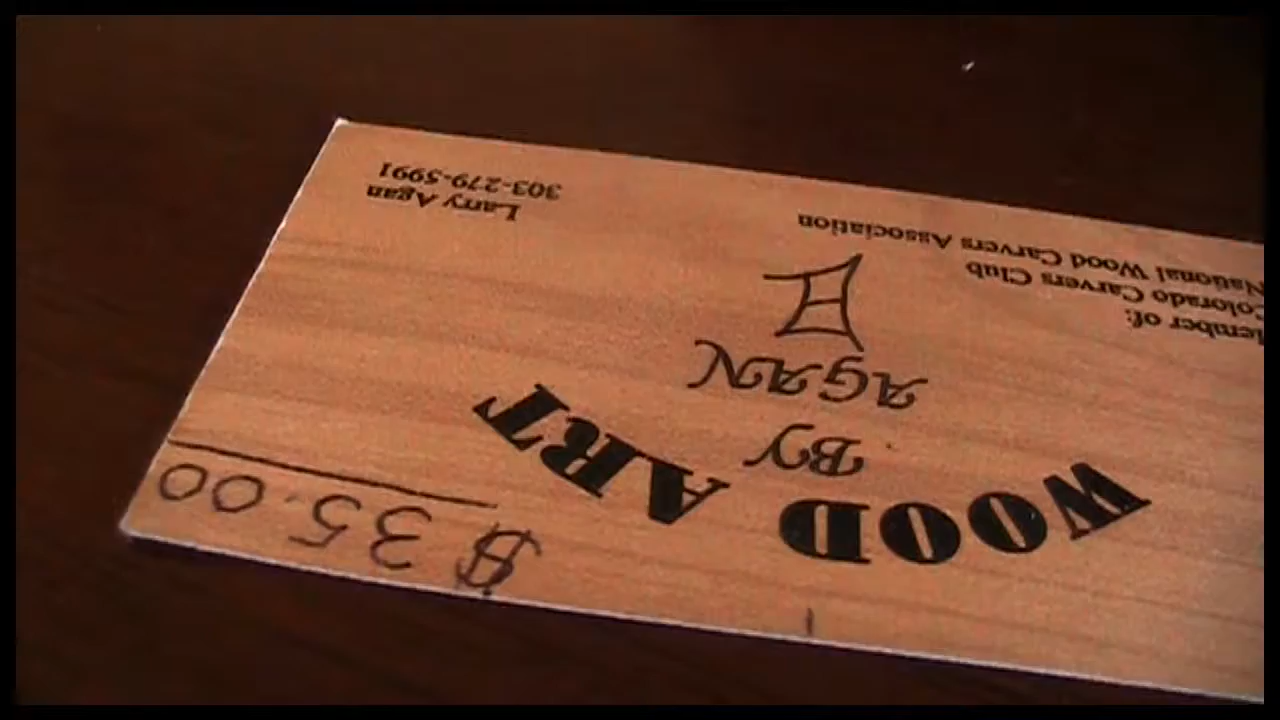 $35.00
WOOD ART
BY
AGAN
Member of:
Colorado Carvers Club
National Wood Carvers Association
Larry Agan
303-279-5991